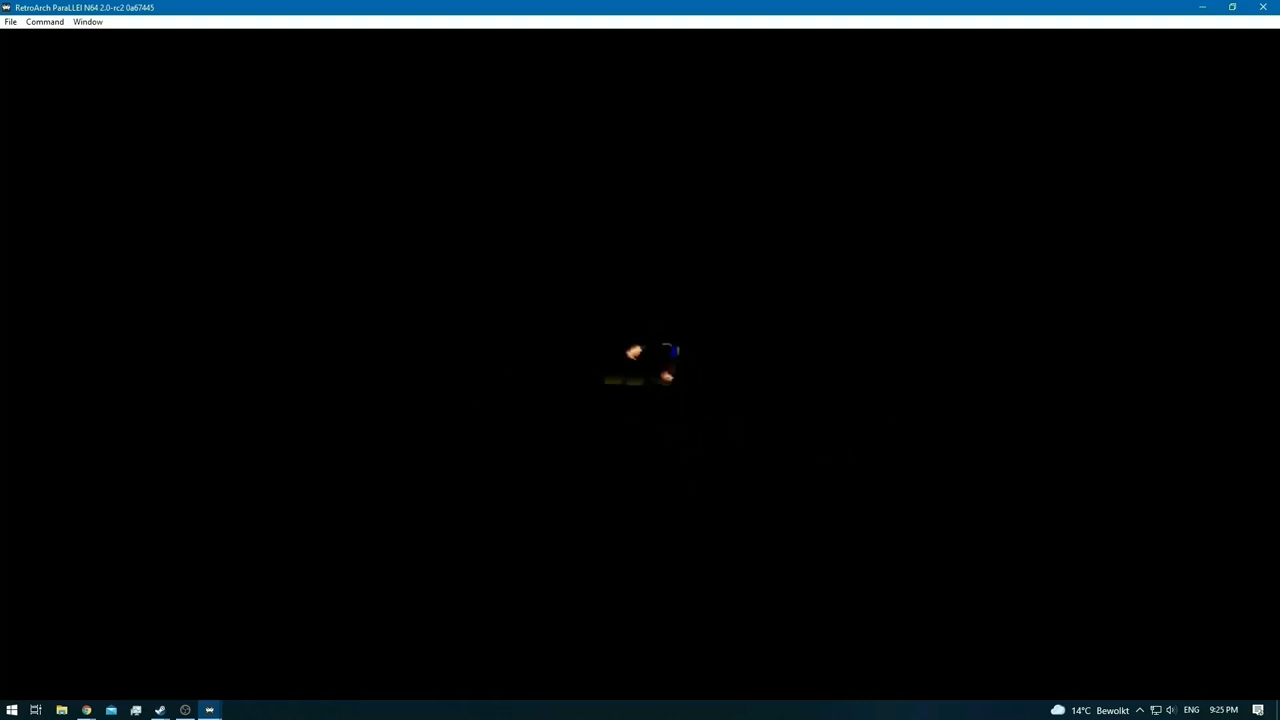 RetroArch ParaLLEl N64 2.0-rc2 0a67445
File Command Window
14°C Bewolkt ENG 9:25 PM